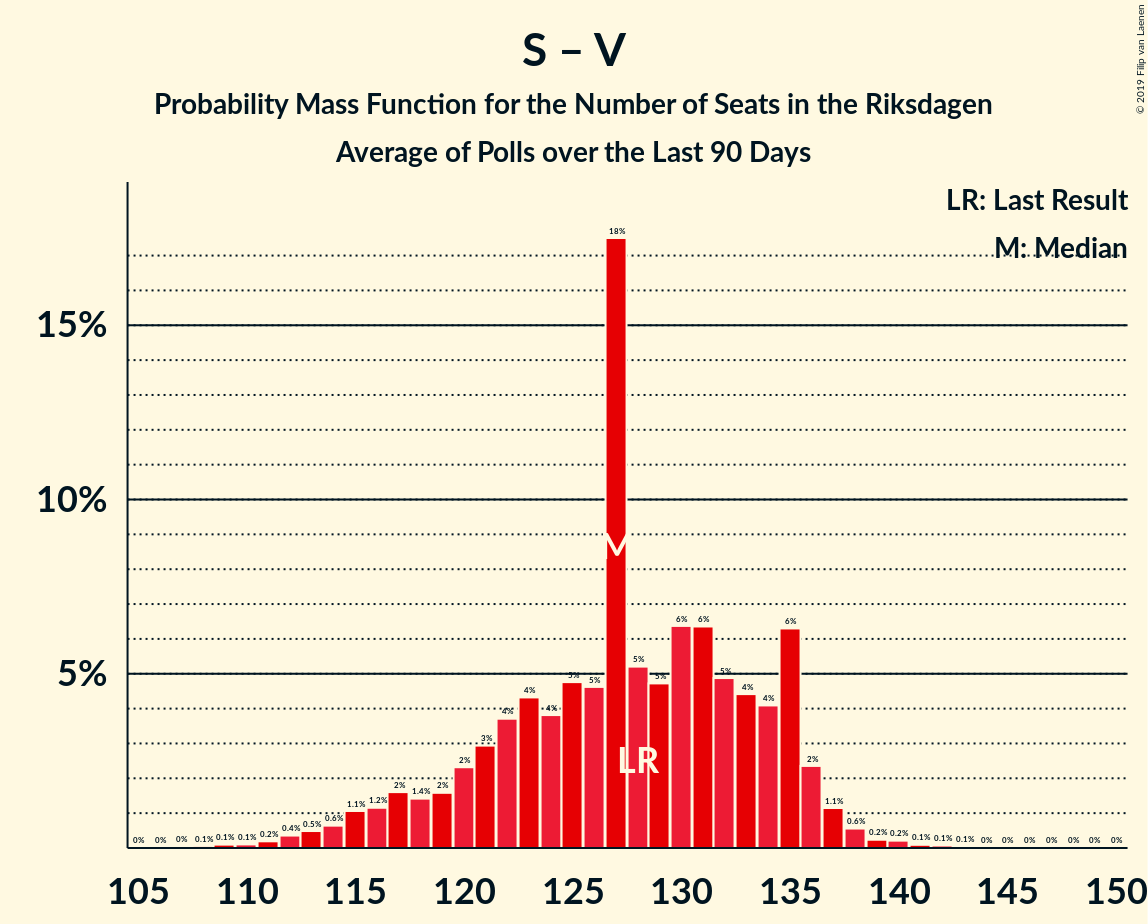 S – V
Probability Mass Function for the Number of Seats in the Riksdagen
Average of Polls over the Last 90 Days
© 2019 Filip van Laenen
LR: Last Result
M: Median
15%
10%
5%
0% 0% 0% 0.1% 0.1% 0.1% 0.2% 0.4% 0.5% 0.6% 1.1% 1.2% 2% 1.4% 2% 2% 3% 4% 4% 4% 5% 5% 18% 5% 5% 6% 6% 5% 4% 4% 6% 2% 1.1% 0.6% 0.2% 0.2% 0.1% 0.1% 0.1% 0% 0% 0% 0% 0% 0% 0%
M
LR
105 110 115 120 125 130 135 140 145 150